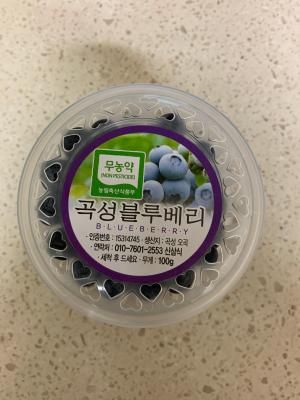 무농약
(NON PESTICIDE)
농림축산식품부
곡성블루베리
B·L·U·E·B·E·R·R·Y
· 인증번호 : 15314745 · 생산지 : 곡성 오곡
· 연락처 : 010-7601-2553 신살식
· 세척 후 드세요 · 무게 : 100g